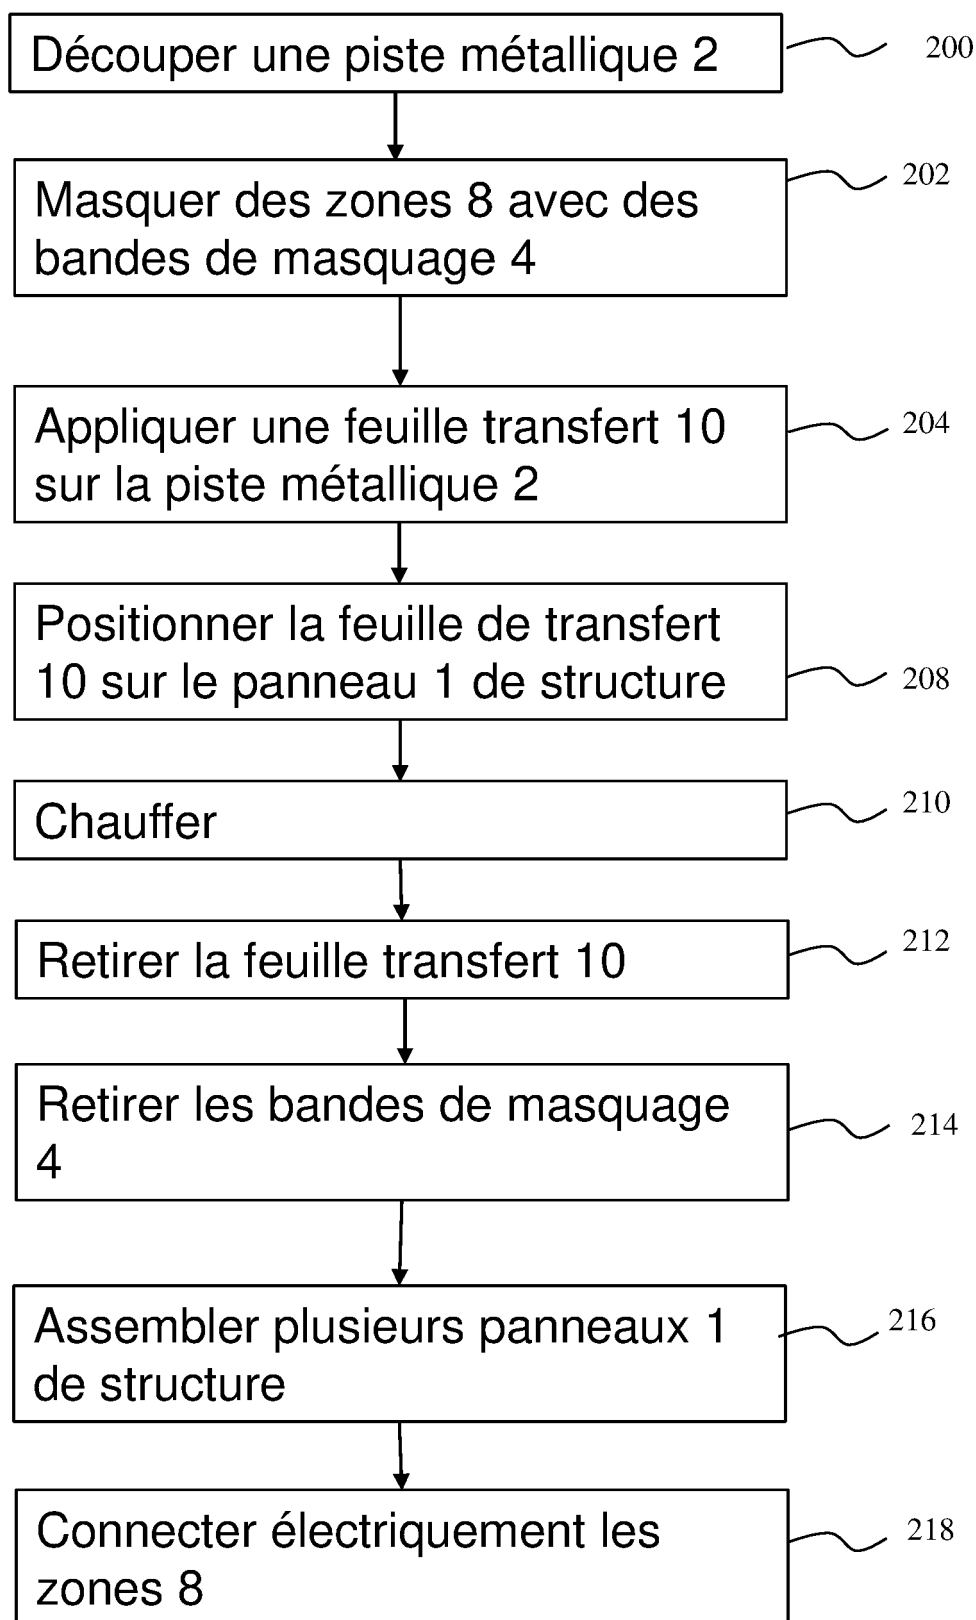 Découper une piste métallique 2
200
Masquer des zones 8 avec des
bandes de masquage 4
202
Appliquer une feuille transfert 10
sur la piste métallique 2
204
Positionner la feuille de transfert
10 sur le panneau 1 de structure
208
Chauffer
210
Retirer la feuille transfert 10
212
Retirer les bandes de masquage
4
214
Assembler plusieurs panneaux 1
de structure
216
Connecter électriquement les
zones 8
218